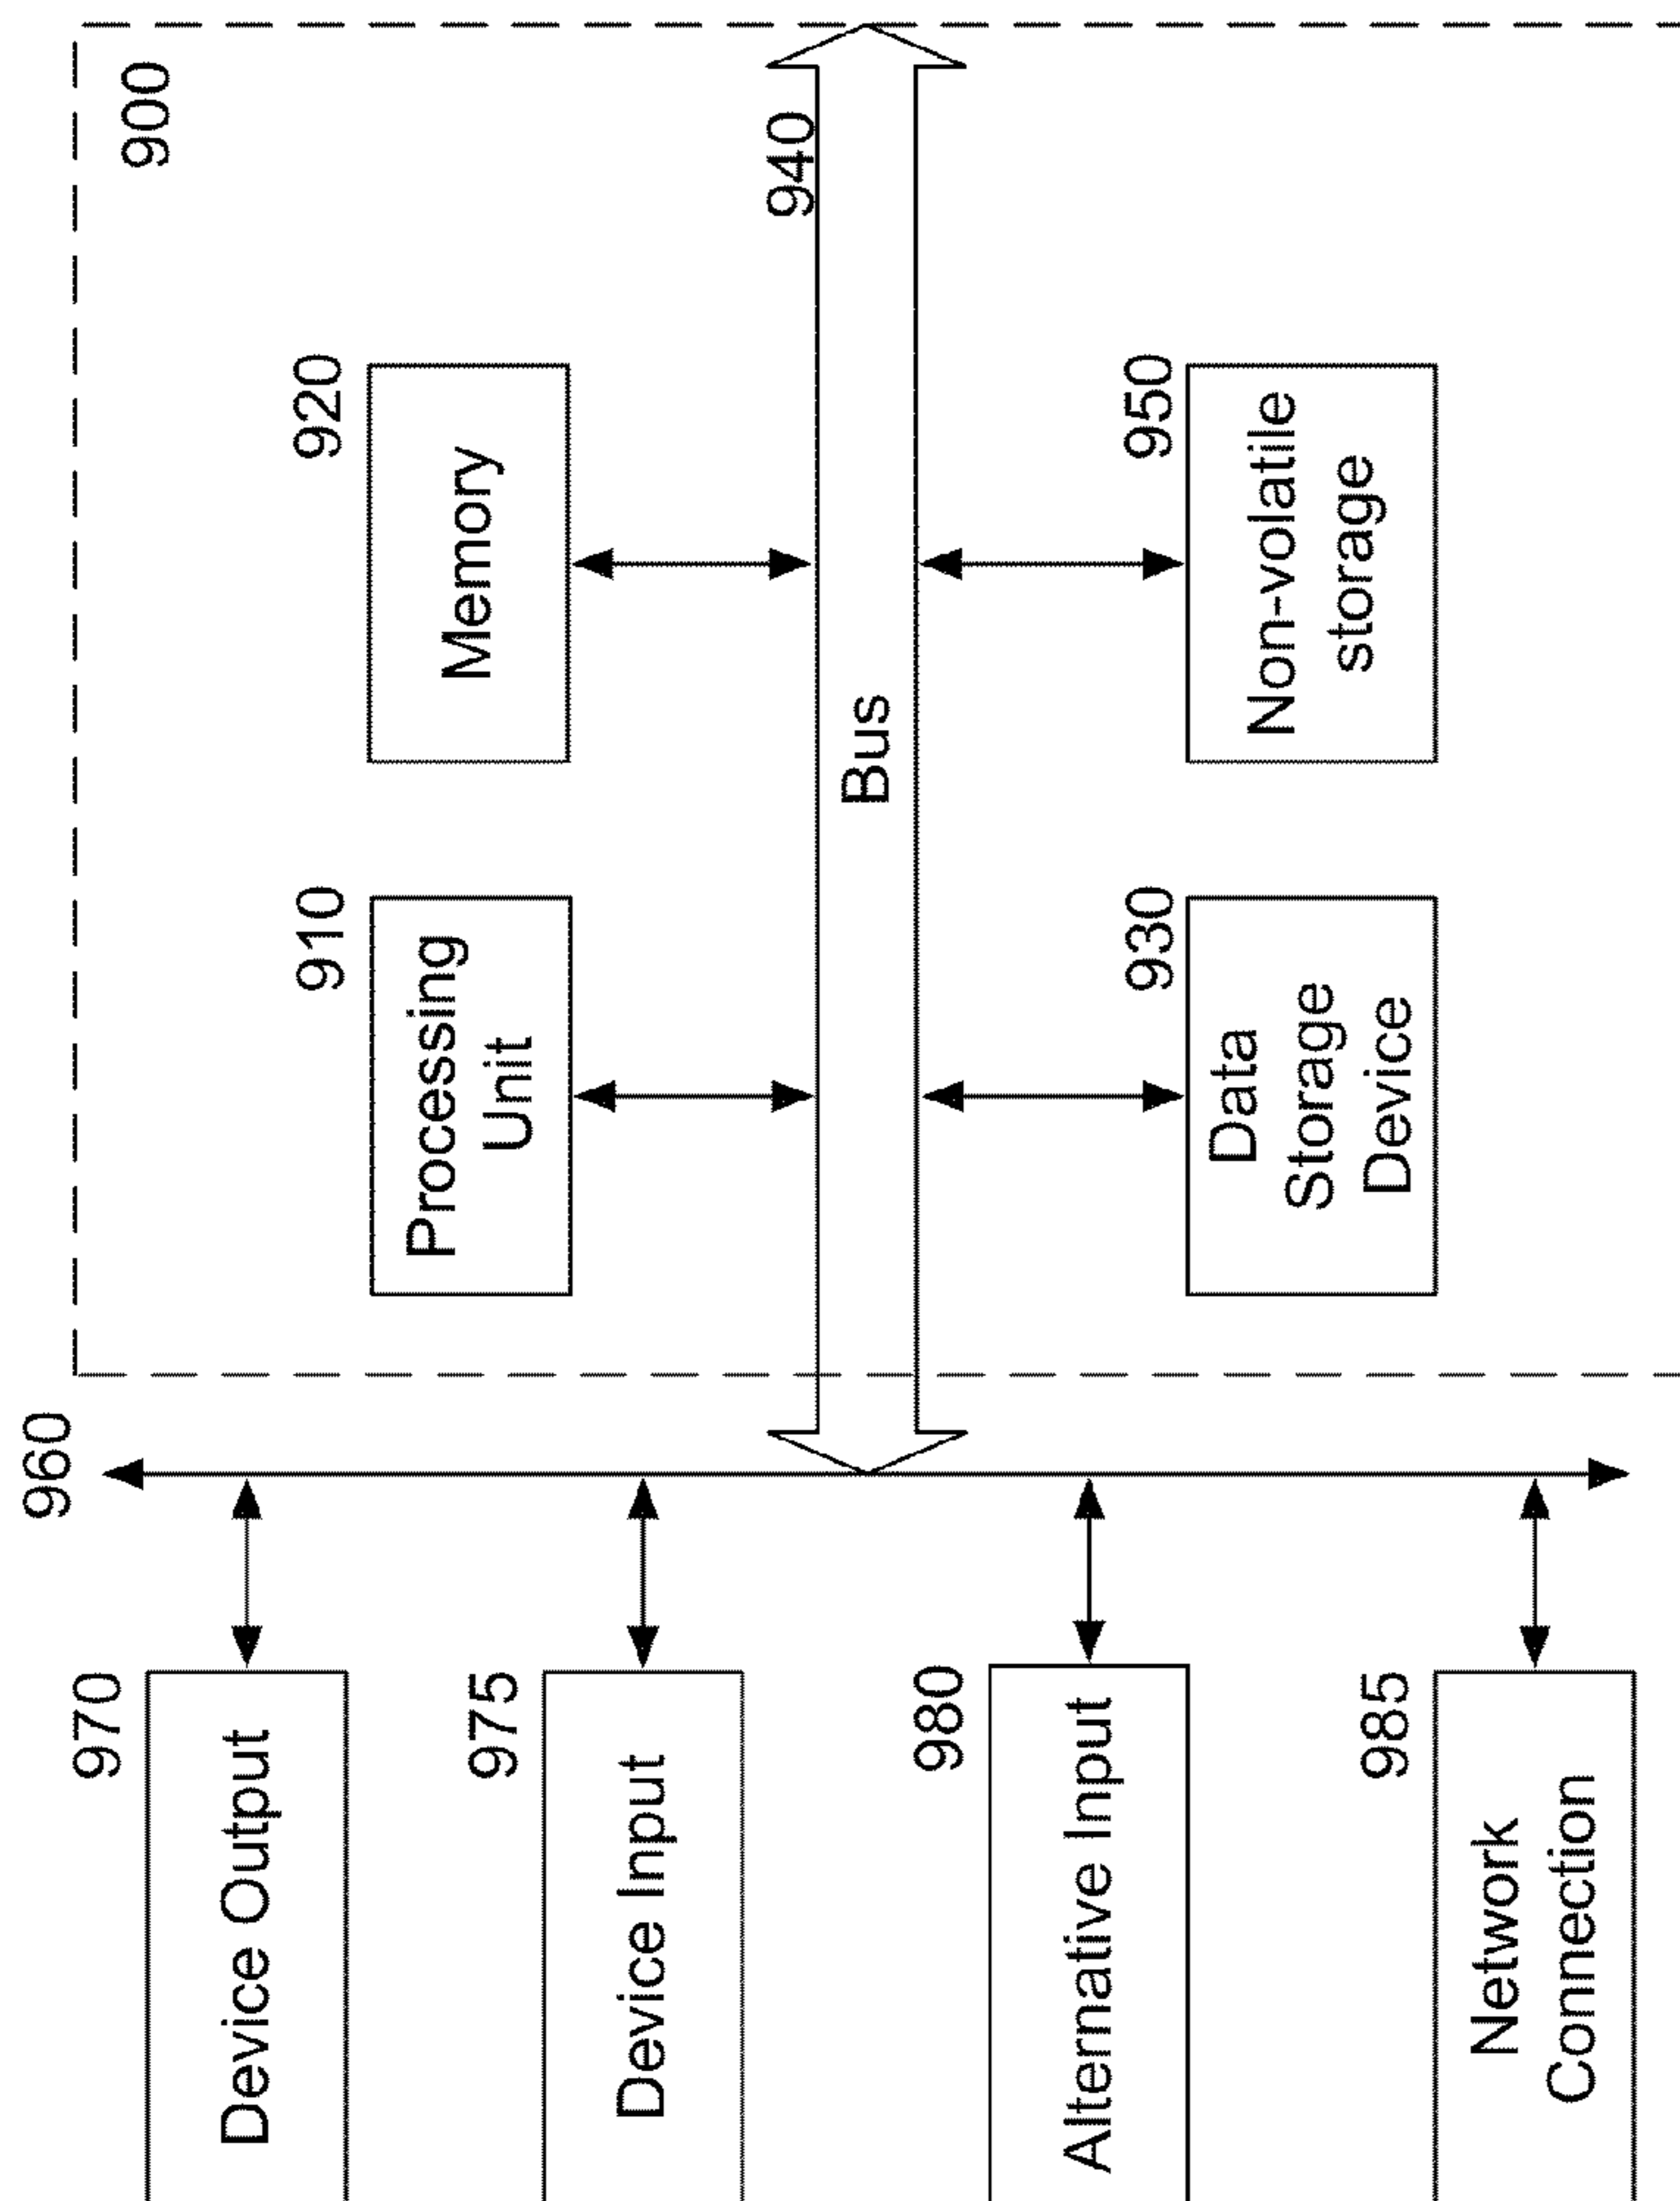 970
Device Output
975
Device Input
980
Alternative Input
985
Network
Connection
960
910
Processing
Unit
930
Data
Storage
Device
Bus
920
Memory
940
950
Non-volatile
storage
900